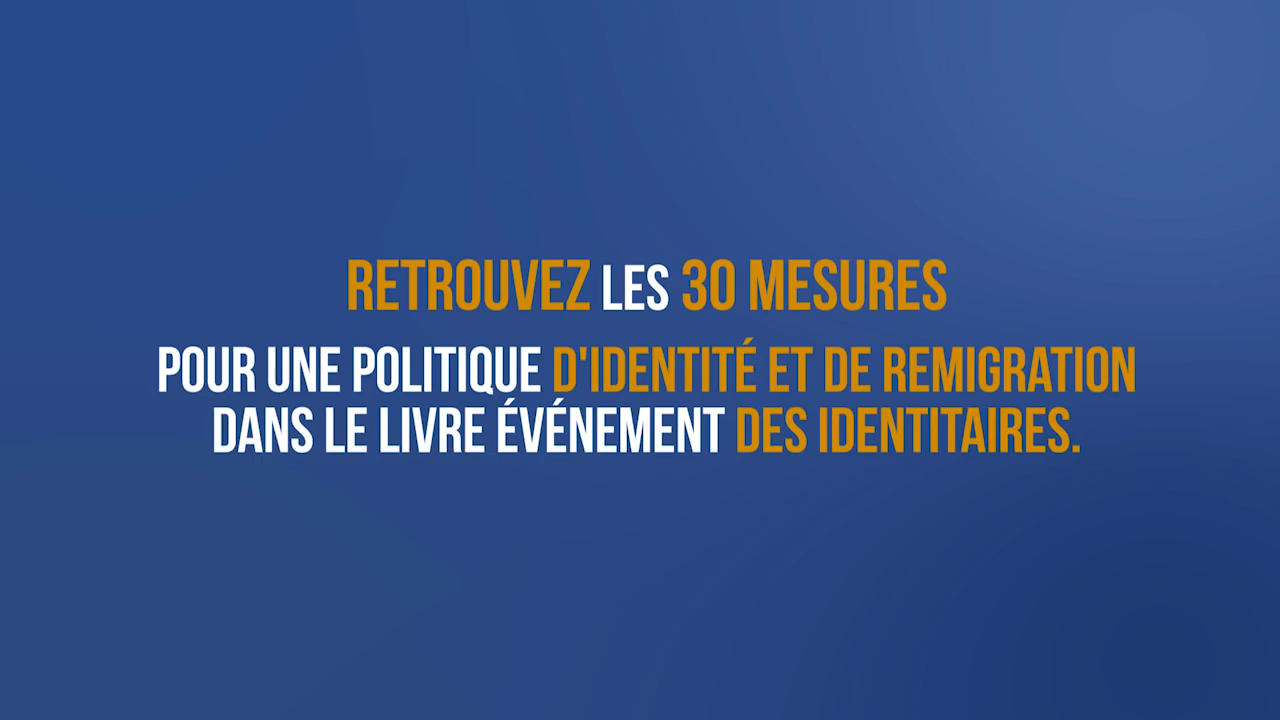 RETROUVEZ LES 30 MESURES
POUR UNE POLITIQUE D'IDENTITÉ ET DE REMIGRATION
DANS LE LIVRE ÉVÉNEMENT DES IDENTITAIRES.